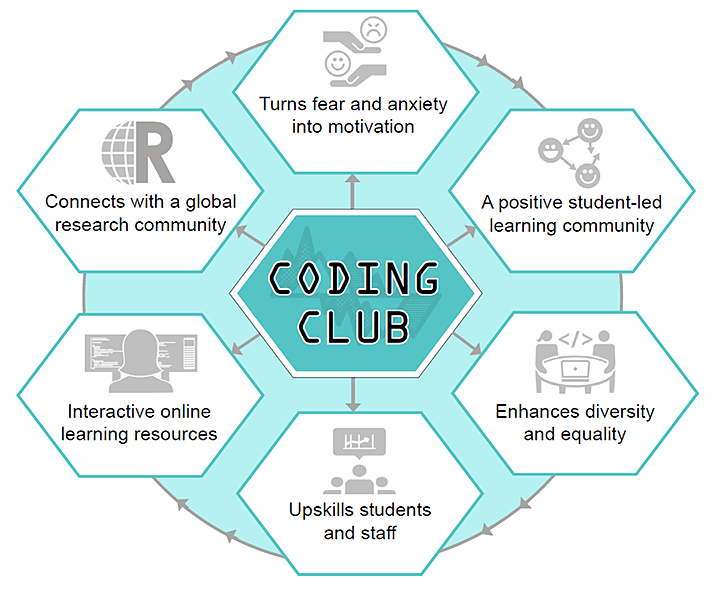 Turns fear and anxiety
into motivation
R
Connects with a global
research community
A positive student-led
learning community
CODING
CLUB
Interactive online
learning resources
</>
Enhances diversity
and equality
Upskills students
and staff